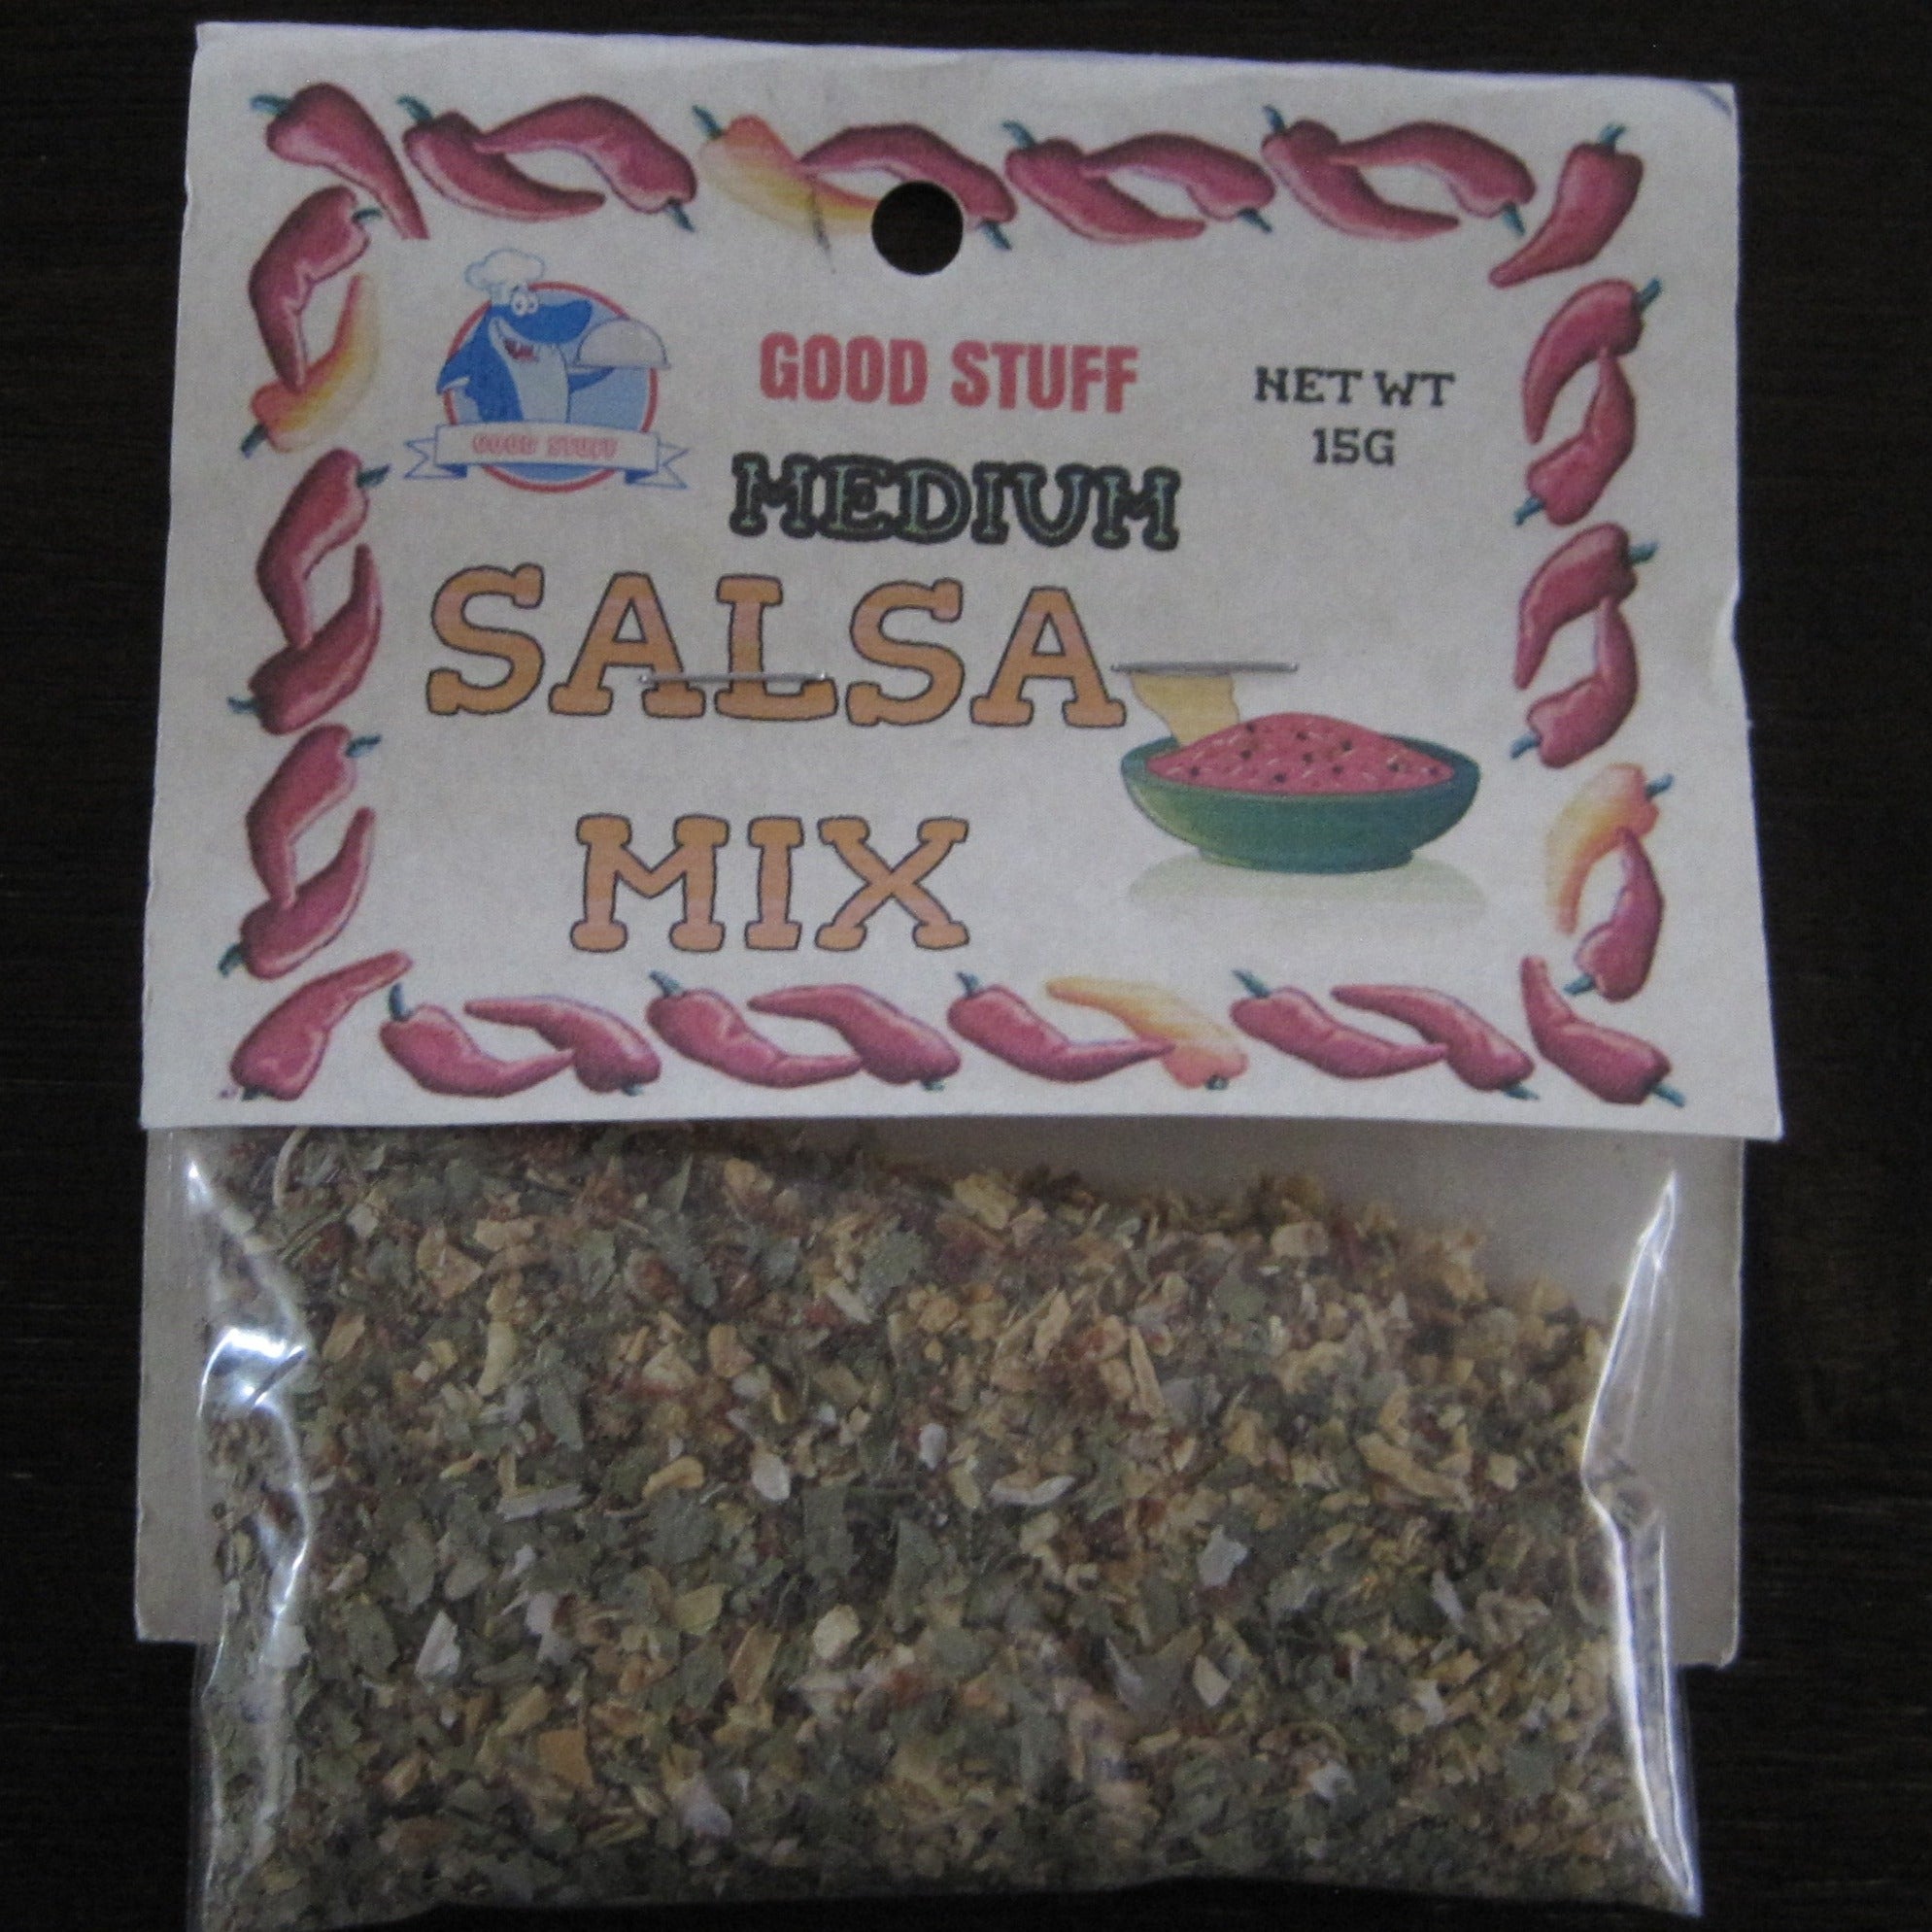 GOOD STUFF
GOOD STUFF
NET WT
15G
MEDIUM
SALSA
MIX